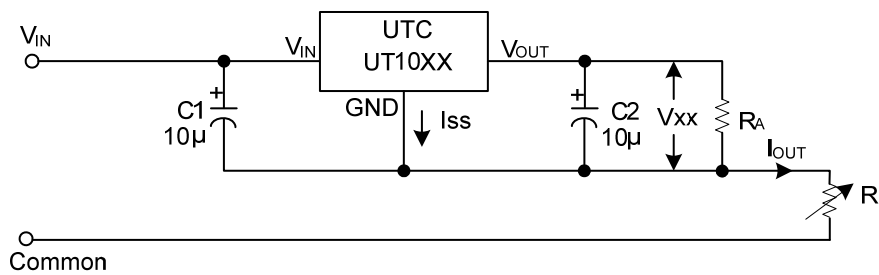 VIN
VIN
UTC
UT10XX
VOUT
GND
ISS
C1
10µ
C2
10µ
VXX
RA
IOUT
R
Common